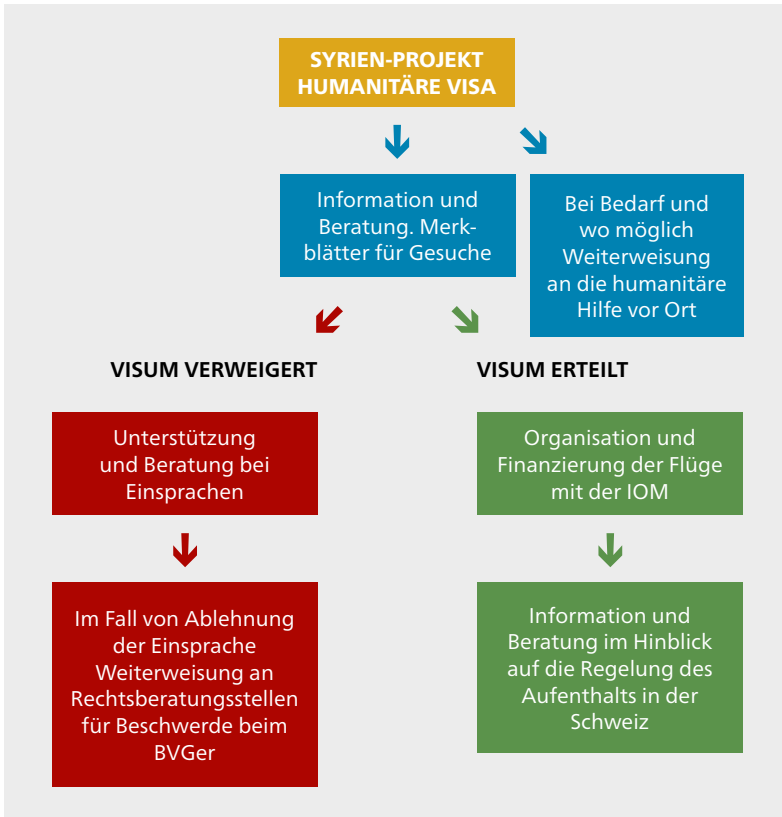 SYRIEN-PROJEKT
HUMANITÄRE VISA
Information und
Beratung. Merk-
blätter für Gesuche
Bei Bedarf und
wo möglich
Weiterweisung
an die humanitäre
Hilfe vor Ort
VISUM VERWEIGERT
VISUM ERTEILT
Unterstützung
und Beratung bei
Einsprachen
Organisation und
Finanzierung der Flüge
mit der IOM
Im Fall von Ablehnung
der Einsprache
Weiterweisung an
Rechtsberatungsstellen
für Beschwerde beim
BVGer
Information und
Beratung im Hinblick
auf die Regelung des
Aufenthalts in der
Schweiz